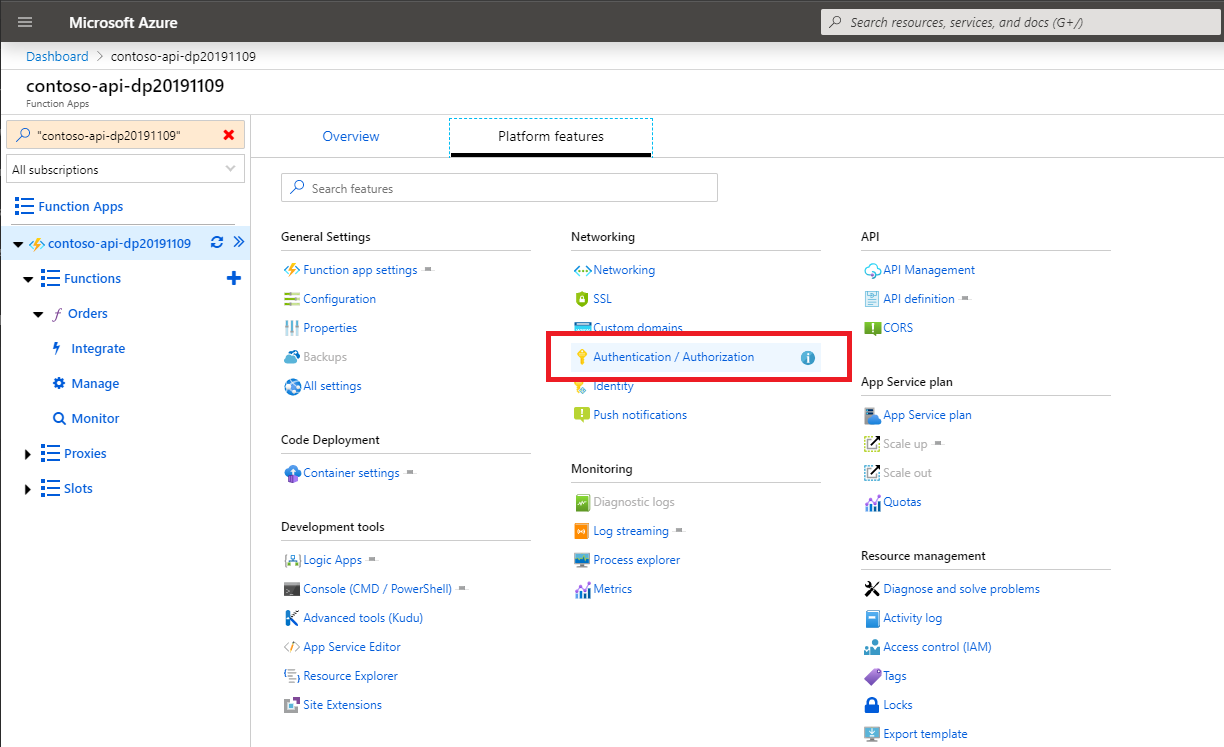 Microsoft Azure
Search resources, services, and docs (G+/)
Dashboard > contoso-api-dp20191109
contoso-api-dp20191109
Function Apps
"contoso-api-dp20191109"
All subscriptions
Function Apps
contoso-api-dp20191109
Functions
Orders
Integrate
Manage
Monitor
Proxies
Slots
Overview
Platform features
Search features
General Settings
Function app settings
Configuration
Properties
Backups
All settings
Code Deployment
Container settings
Development tools
Logic Apps
Console (CMD / PowerShell)
Advanced tools (Kudu)
App Service Editor
Resource Explorer
Site Extensions
Networking
Networking
SSL
Custom domains
Authentication / Authorization
Identity
Push notifications
Monitoring
Diagnostic logs
Log streaming
Process explorer
Metrics
API
API Management
API definition
CORS
App Service plan
App Service plan
Scale up
Scale out
Quotas
Resource management
Diagnose and solve problems
Activity log
Access control (IAM)
Tags
Locks
Export template